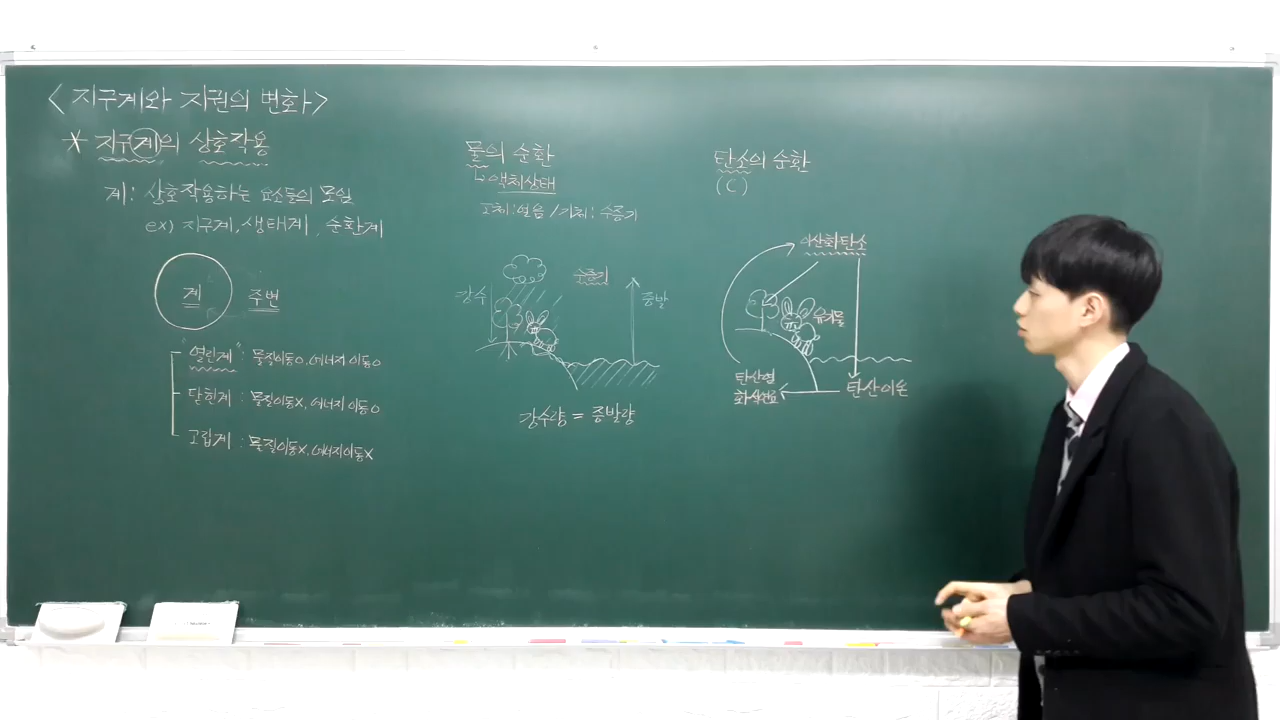 <지구계와 지권의 변화>
* 지구계의 상호작용
계: 상호작용하는 요소들의 모임
ex) 지구계, 생태계, 순환계
계 주변
"열린계": 물질이동O, 에너지 이동O
닫힌계: 물질이동X, 에너지 이동O
고립계: 물질이동X, 에너지이동X
물의 순환
↳액체상태
고체:얼음 / 기체: 수증기
수증기
강수
증발
강수량 = 증발량
탄소의 순환
(C)
이산화탄소
유기물
탄산염
화석연료
탄산이온